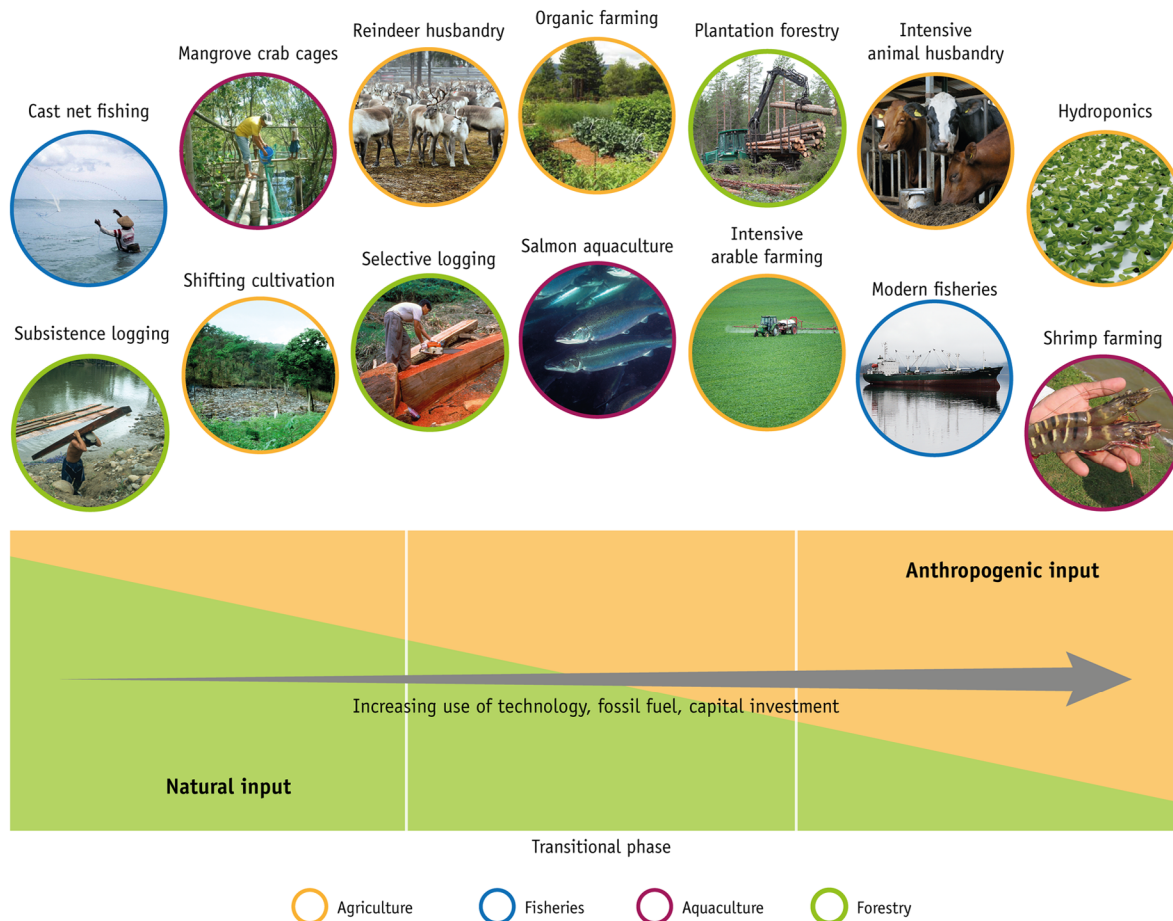 Organic farming
Reindeer husbandry
Plantation forestry
Intensive
animal husbandry
Mangrove crab cages
Cast net fishing
Hydroponics
Intensive
arable farming
Salmon aquaculture
Selective logging
Shifting cultivation
Modern fisheries
Subsistence logging
Shrimp farming
Anthropogenic input
Increasing use of technology, fossil fuel, capital investment
Natural input
Transitional phase
Agriculture
Fisheries
Aquaculture
Forestry